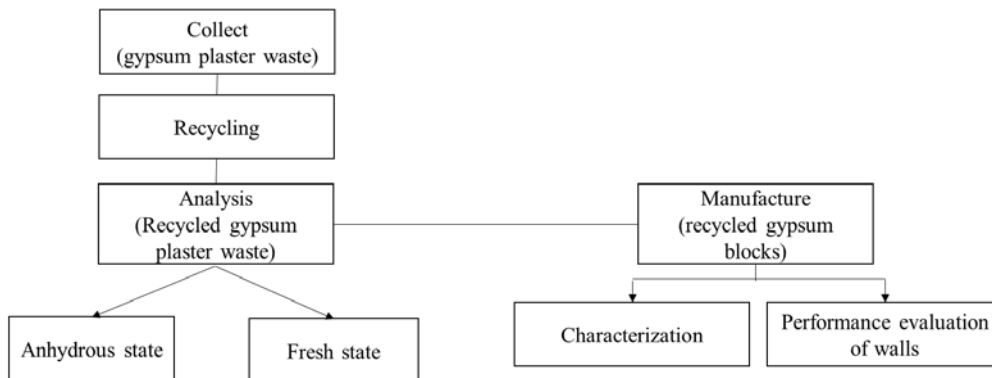 Collect
(gypsum plaster waste)
Recycling
Analysis
(Recycled gypsum
plaster waste)
Manufacture
(recycled gypsum
blocks)
Anhydrous state
Fresh state
Characterization
Performance evaluation
of walls